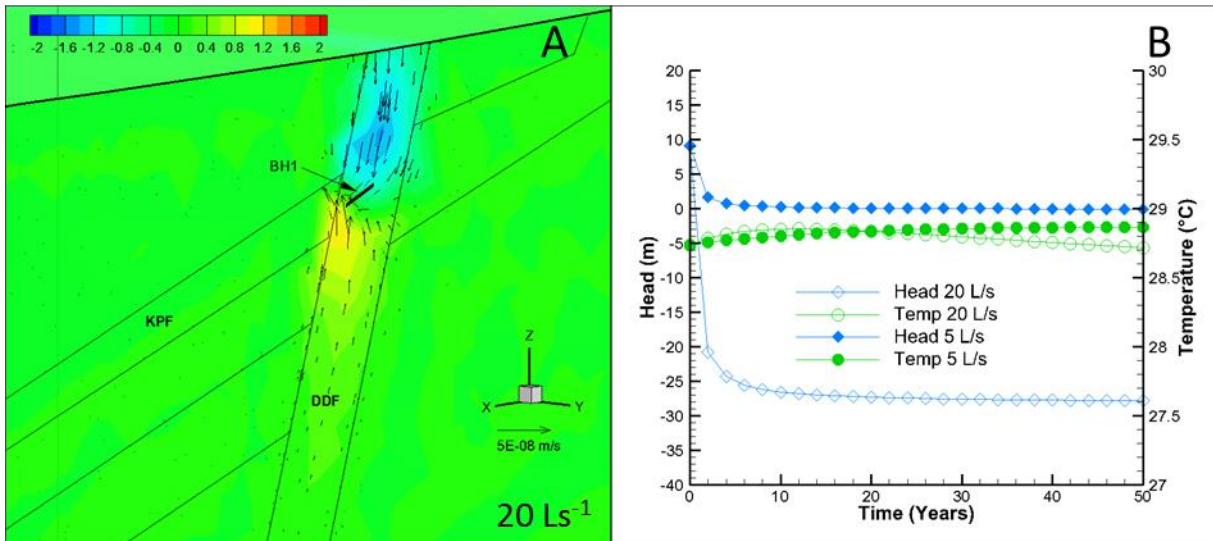 A
-2 -1.6 -1.2 -0.8 -0.4 0 0.4 0.8 1.2 1.6 2
BH1
KPF
DDF
Z
X
Y
5E-08 m/s
20 Ls⁻¹
B
20
15
10
5
0
-5
-10
-15
-20
-25
-30
-35
-40
Head (m)
30
29.5
29
28.5
28
27.5
27
Temperature (°C)
Head 20 L/s
Temp 20 L/s
Head 5 L/s
Temp 5 L/s
0 10 20 30 40 50
Time (Years)